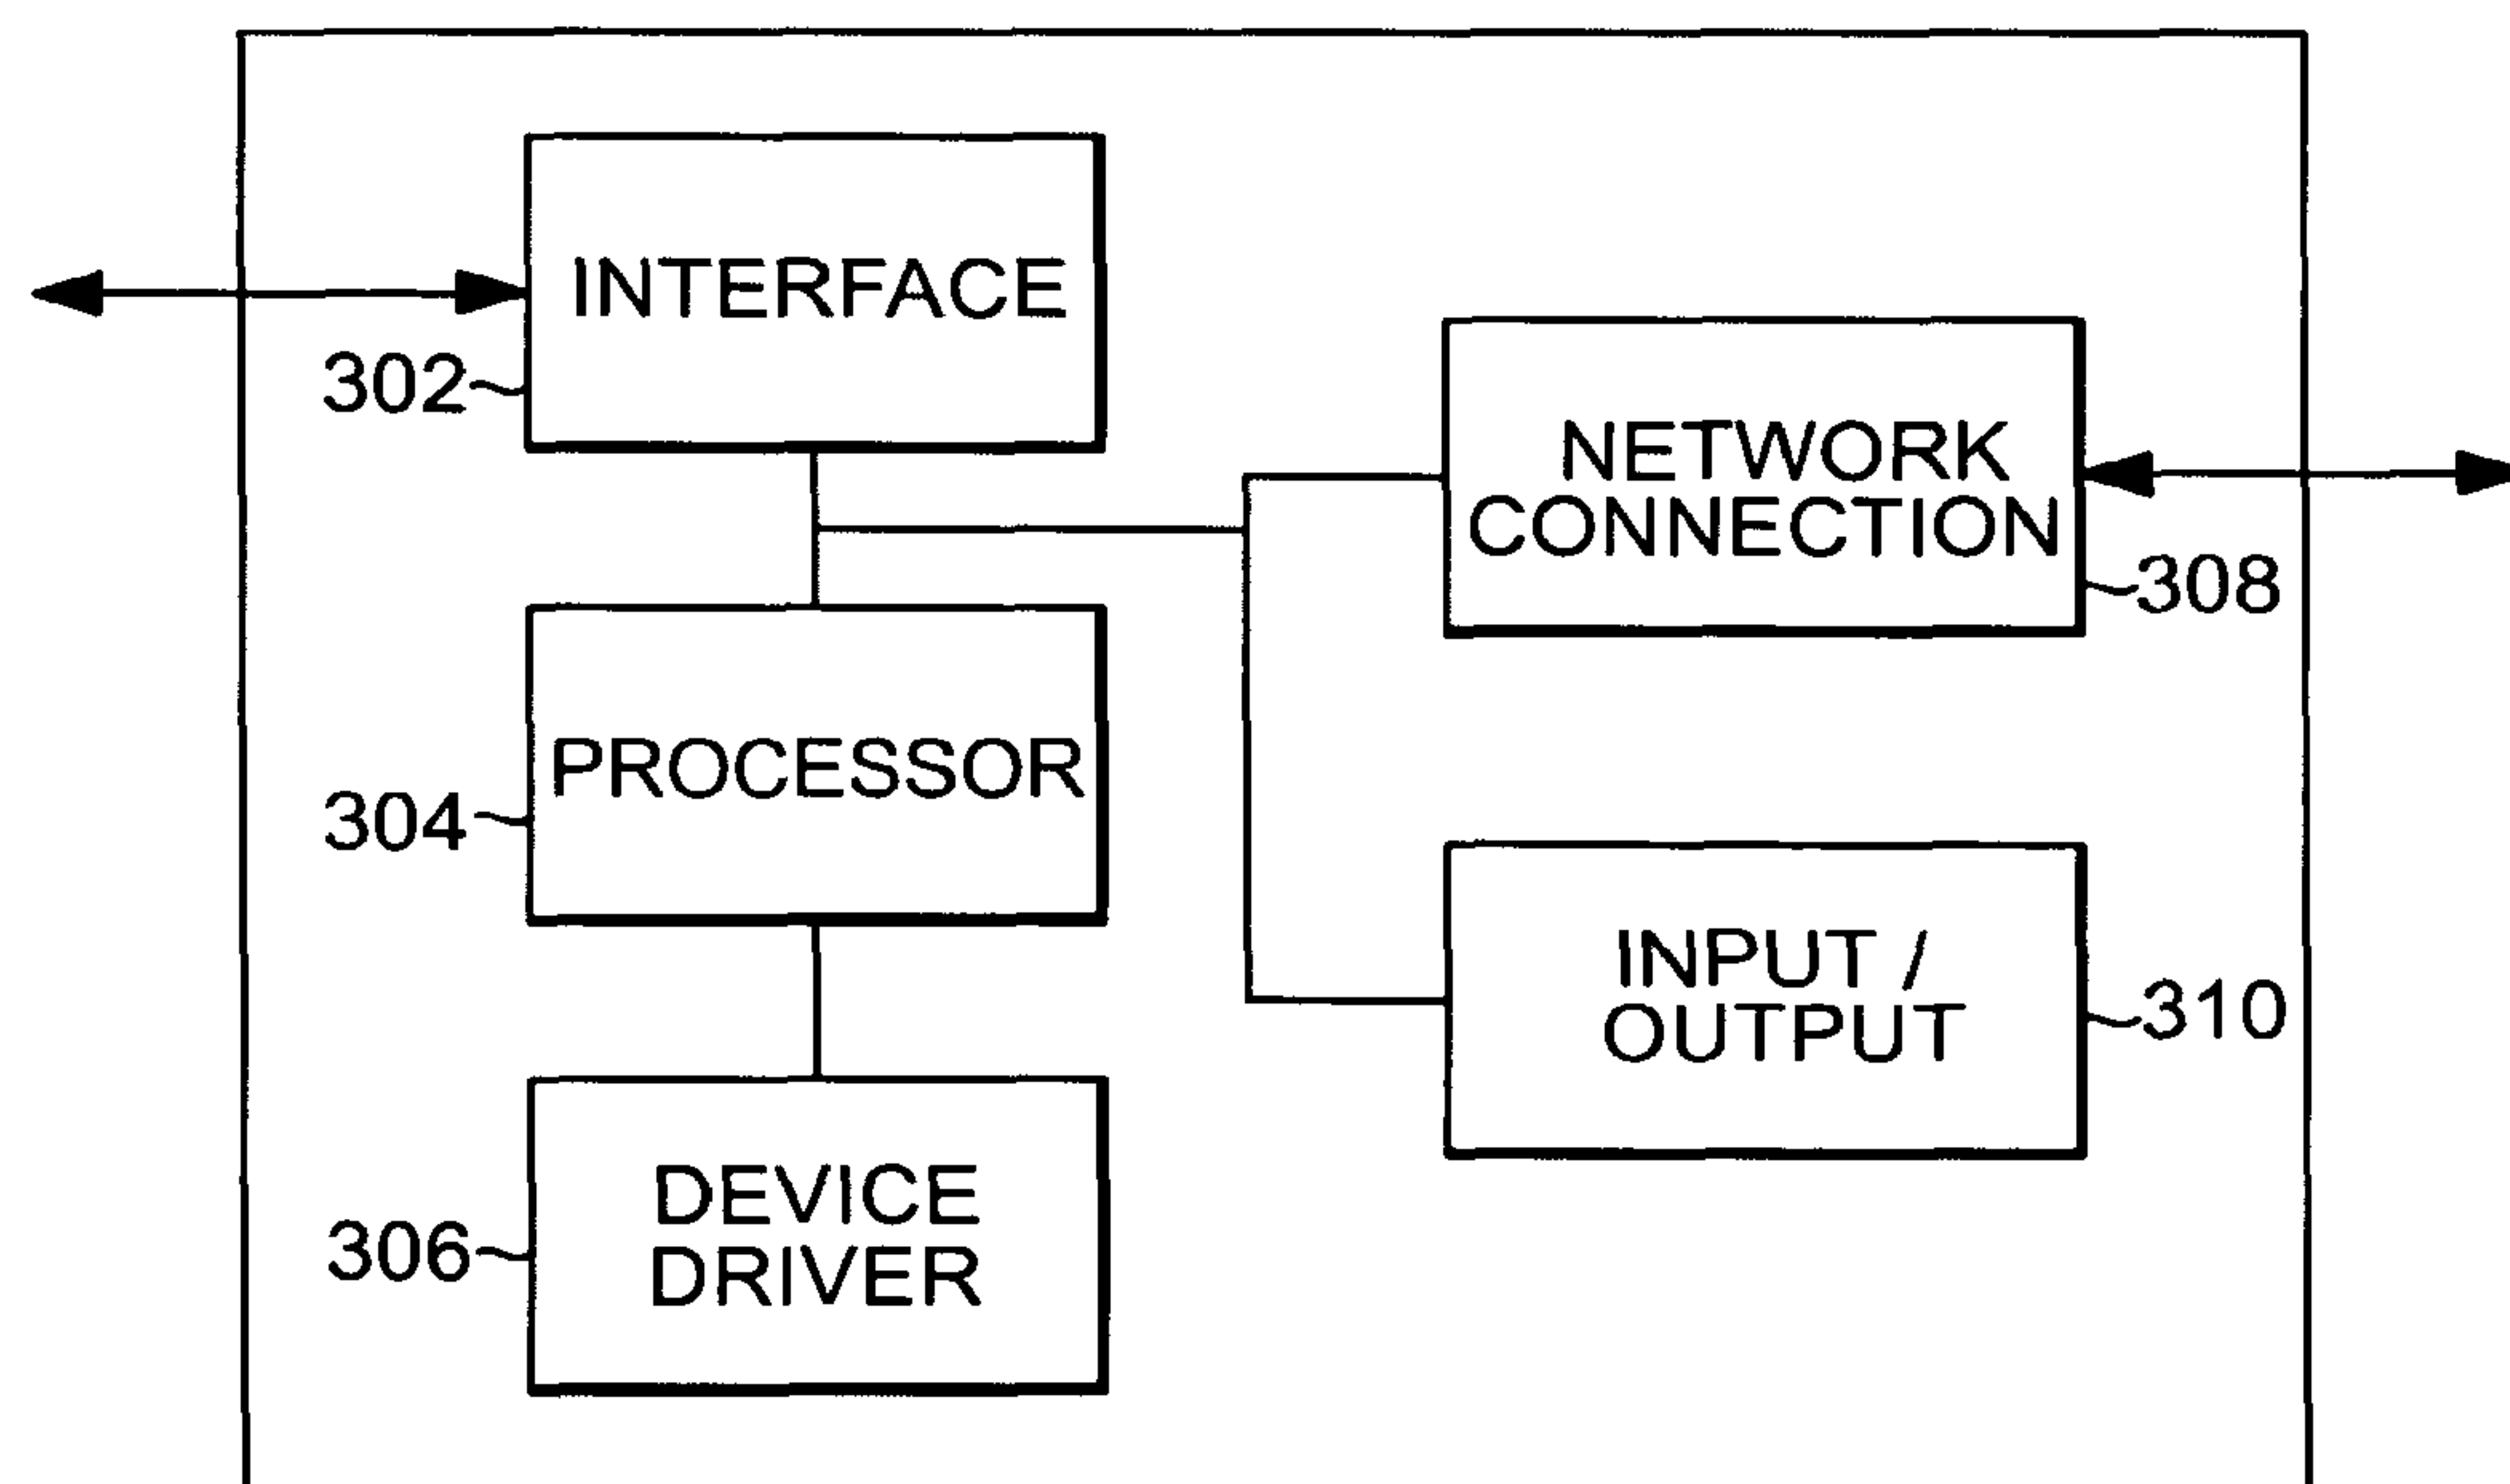 INTERFACE
302
NETWORK
CONNECTION
308
PROCESSOR
304
INPUT /
OUTPUT
310
DEVICE
DRIVER
306